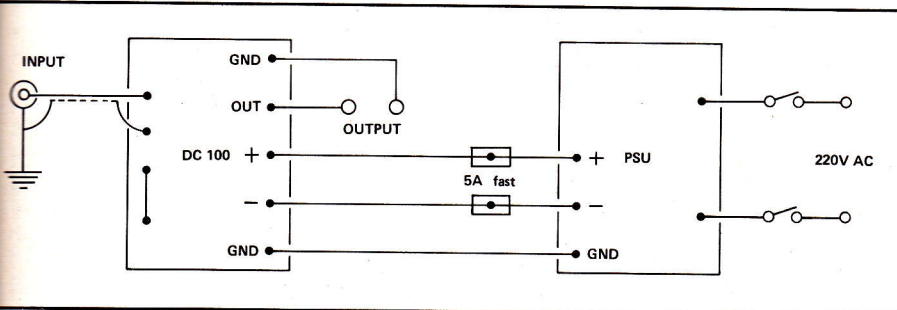 INPUT
GND
OUT
OUTPUT
DC 100 +
5A fast
-
GND
+ PSU
-
GND
220V AC